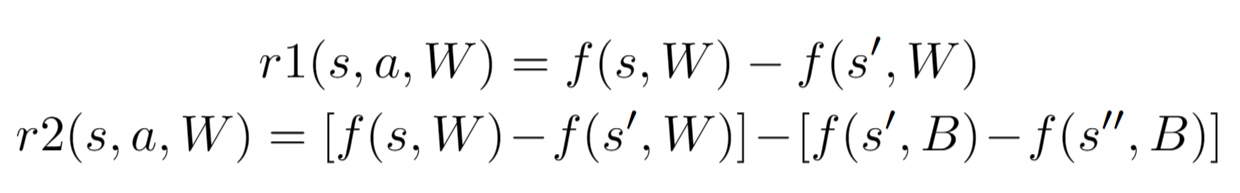 r1(s, a, W) = f(s, W) − f(s′, W)
r2(s, a, W) = [f(s, W) − f(s′, W)] − [f(s′, B) − f(s′′, B)]